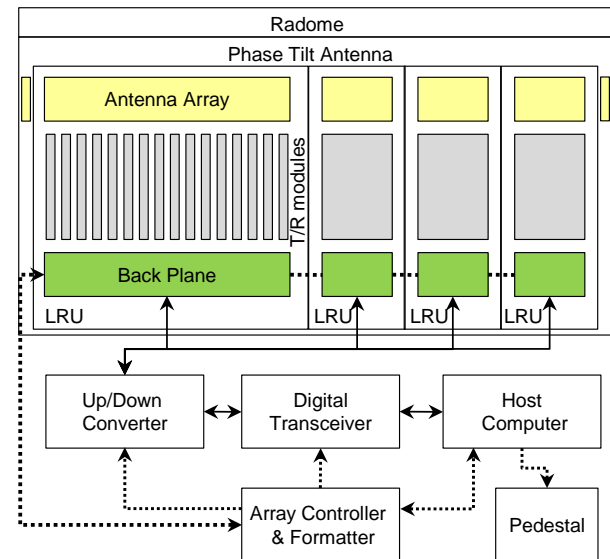 Radome
Phase Tilt Antenna
Antenna Array
T/R modules
Back Plane
LRU
LRU
LRU
LRU
Up/Down
Converter
Digital
Transceiver
Host
Computer
Array Controller
& Formatter
Pedestal